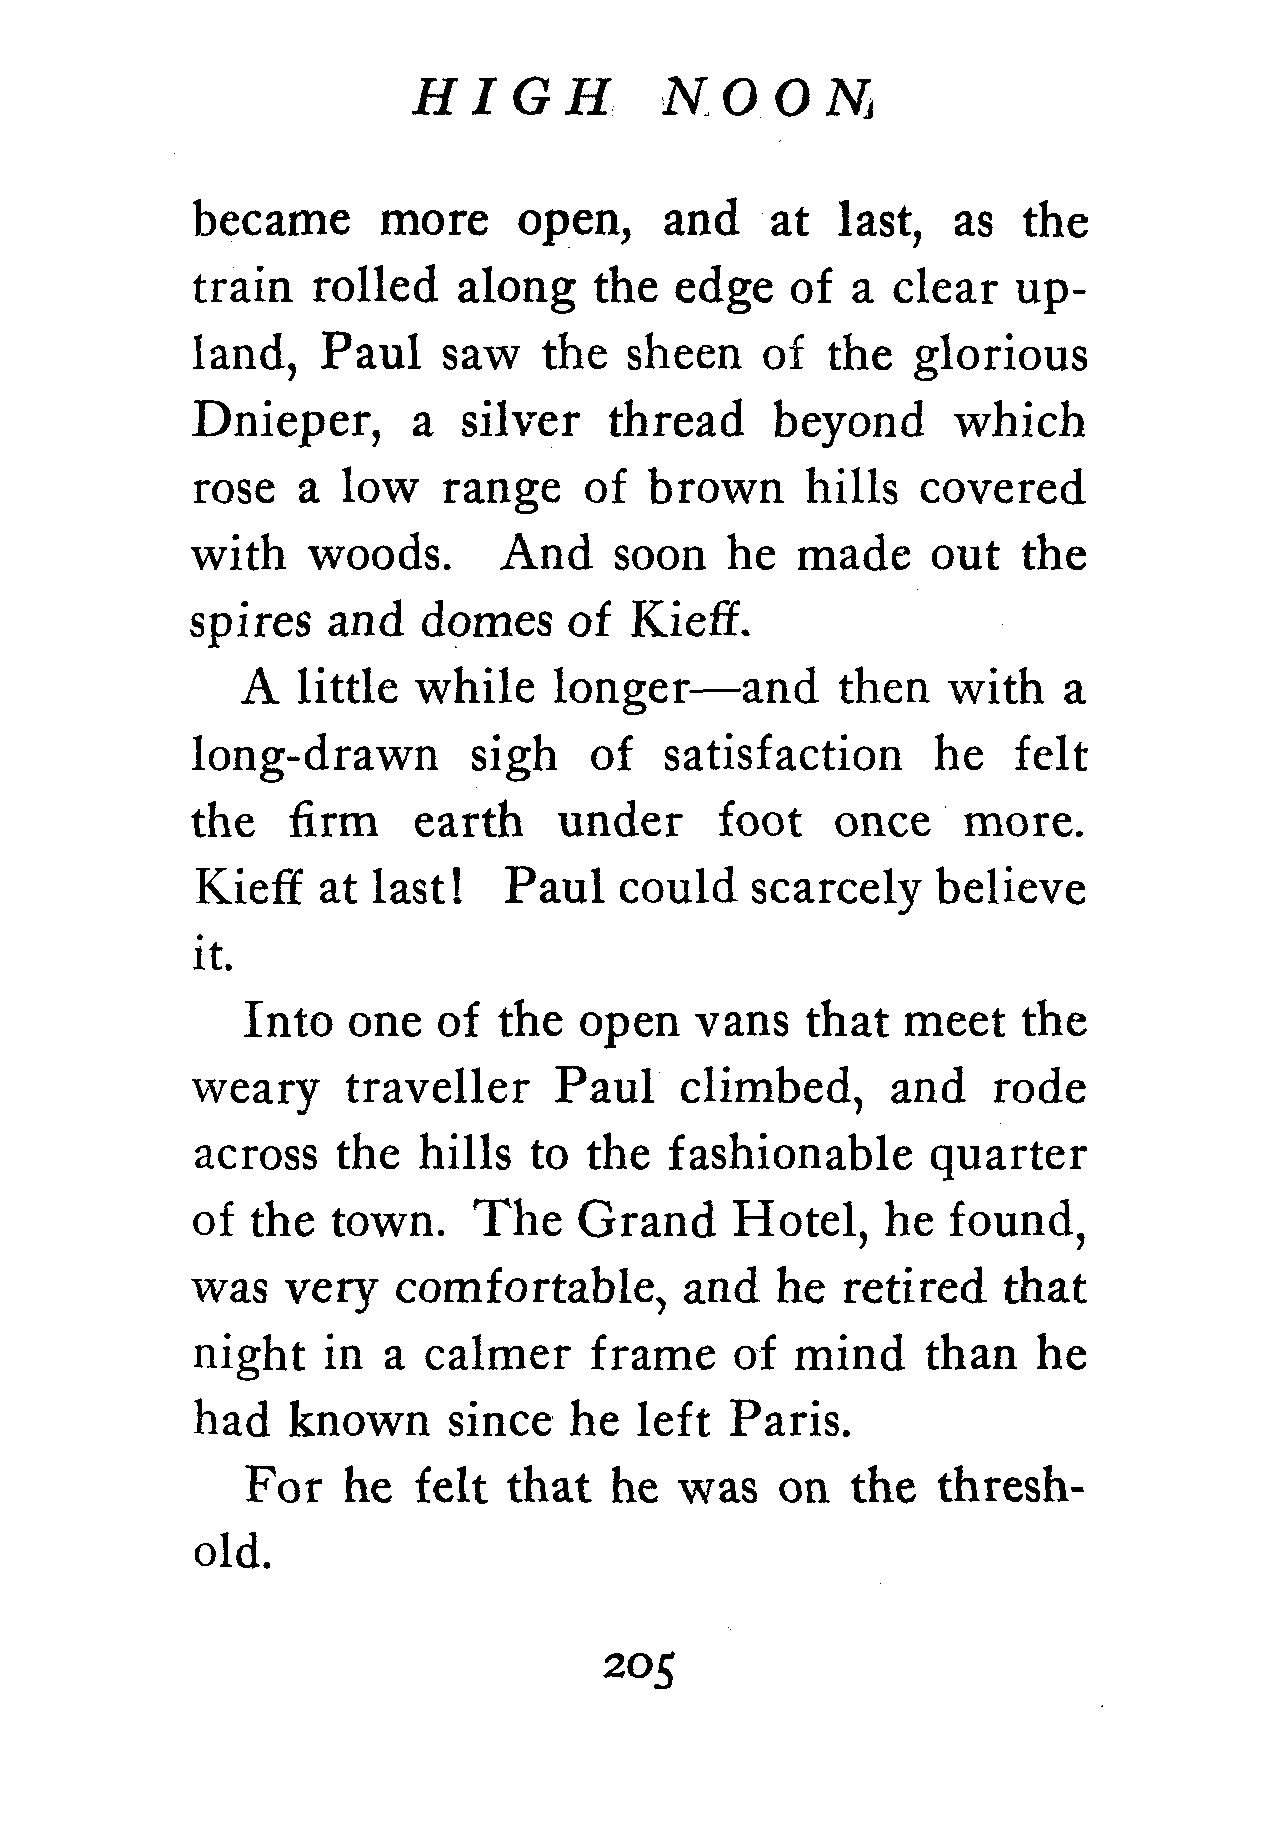 HIGH NOON
became more open, and at last, as the
train rolled along the edge of a clear up-
land, Paul saw the sheen of the glorious
Dnieper, a silver thread beyond which
rose a low range of brown hills covered
with woods. And soon he made out the
spires and domes of Kieff.
A little while longer—and then with a
long-drawn sigh of satisfaction he felt
the firm earth under foot once more.
Kieff at last! Paul could scarcely believe
it.
Into one of the open vans that meet the
weary traveller Paul climbed, and rode
across the hills to the fashionable quarter
of the town. The Grand Hotel, he found,
was very comfortable, and he retired that
night in a calmer frame of mind than he
had known since he left Paris.
For he felt that he was on the thresh-
old.
205